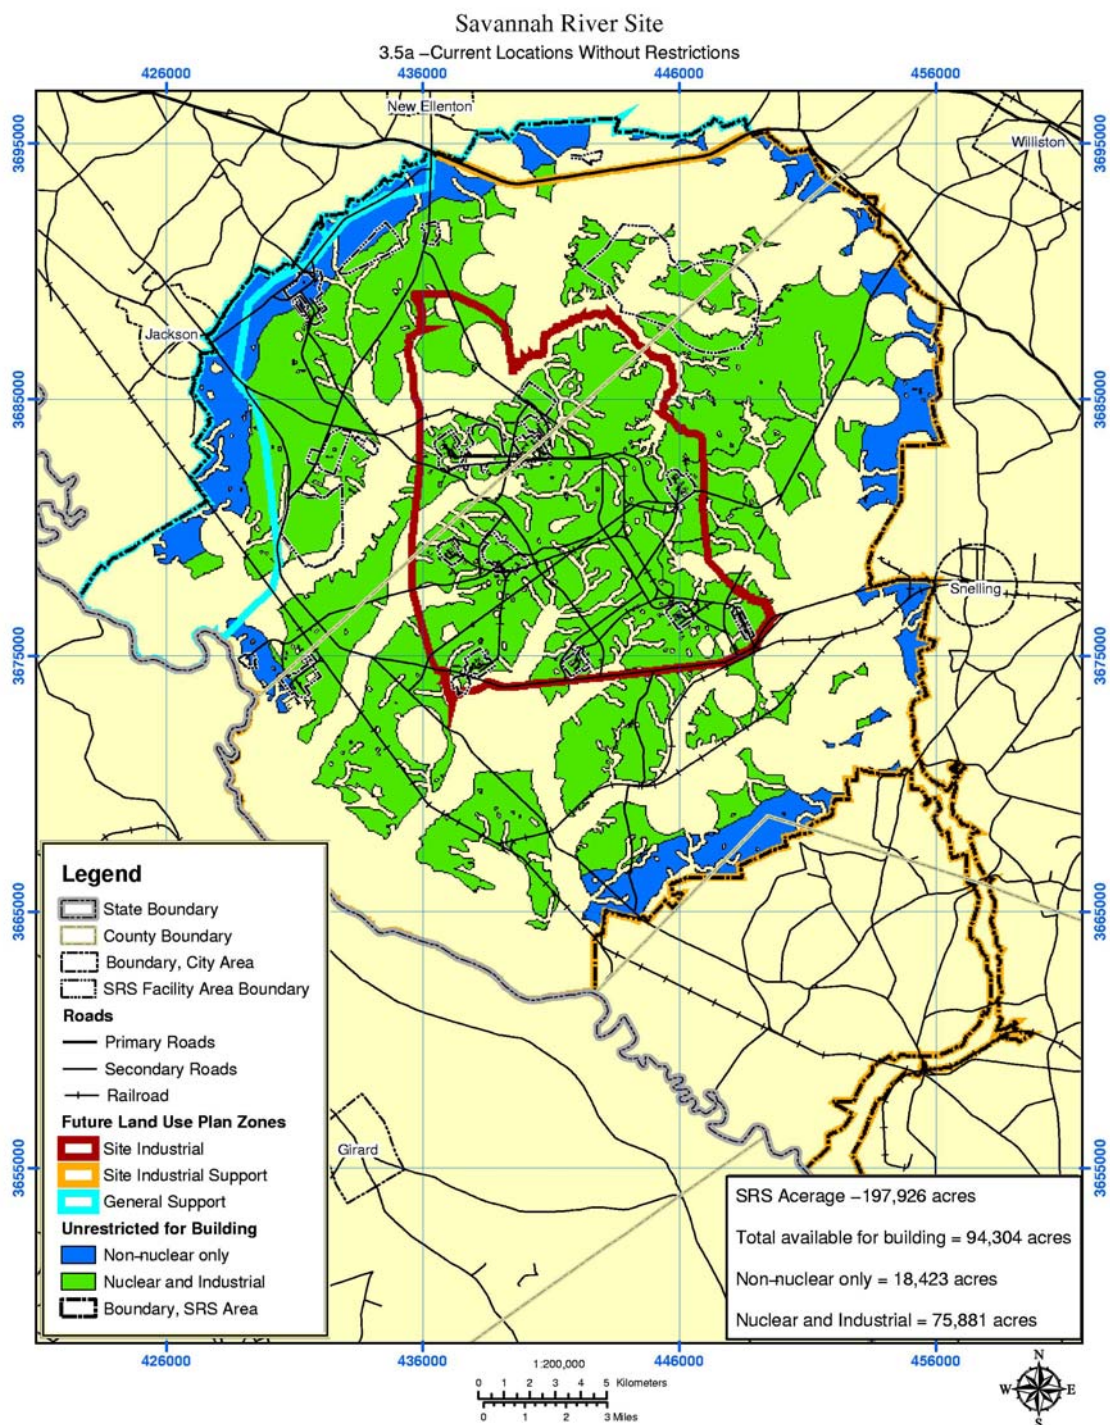 Savannah River Site
3.5a –Current Locations Without Restrictions
426000 436000 446000 456000
New Ellenton
3695000 3695000
Williston
Jackson
3685000 3685000
Snelling
3675000 3675000
Legend
State Boundary
County Boundary
Boundary, City Area
SRS Facility Area Boundary
Roads
Primary Roads
Secondary Roads
Railroad
Future Land Use Plan Zones
Site Industrial
Site Industrial Support
General Support
Unrestricted for Building
Non-nuclear only
Nuclear and Industrial
Boundary, SRS Area
3665000 3665000
Girard
3655000 3655000
SRS Acerage –197,926 acres
Total available for building = 94,304 acres
Non-nuclear only = 18,423 acres
Nuclear and Industrial = 75,881 acres
426000 436000 446000 456000
1:200,000
0 1 2 3 4 5 Kilometers
0 1 2 3 Miles
N
W E
S